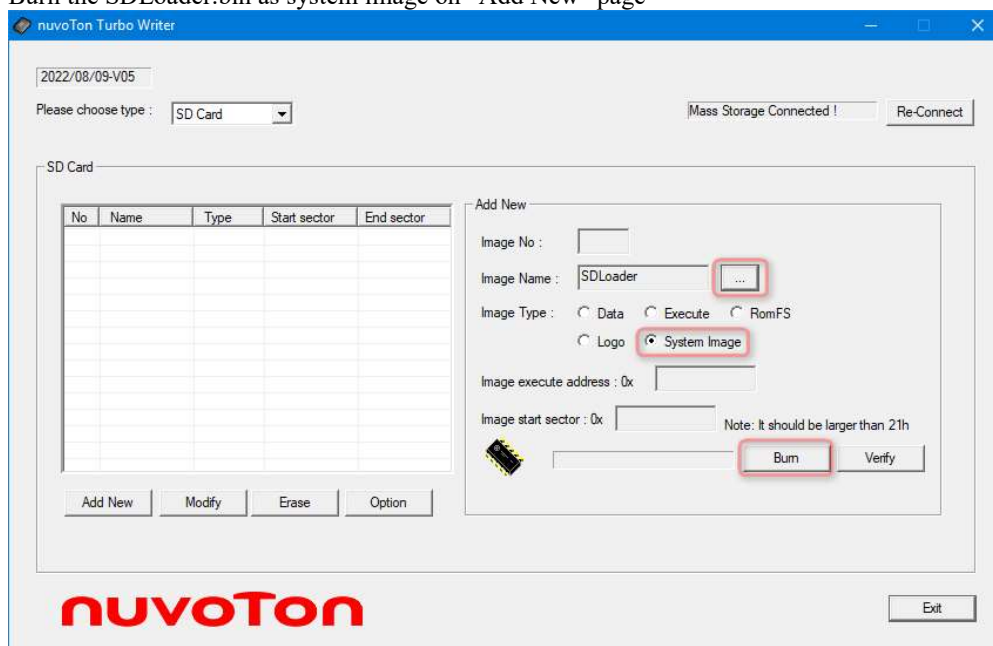 Burn the SDLoader.bin as system image on "Add New" page
nuvoTon Turbo Writer
2022/08/09-V05
Please choose type : SD Card
Mass Storage Connected ! Re-Connect
SD Card
No Name Type Start sector End sector
Add New
Image No :
Image Name : SDLoader ...
Image Type : Data Execute RomFS
Logo System Image
Image execute address : 0x
Image start sector : 0x Note: It should be larger than 21h
Burn Verify
Add New Modify Erase Option
nuvoTon
Exit